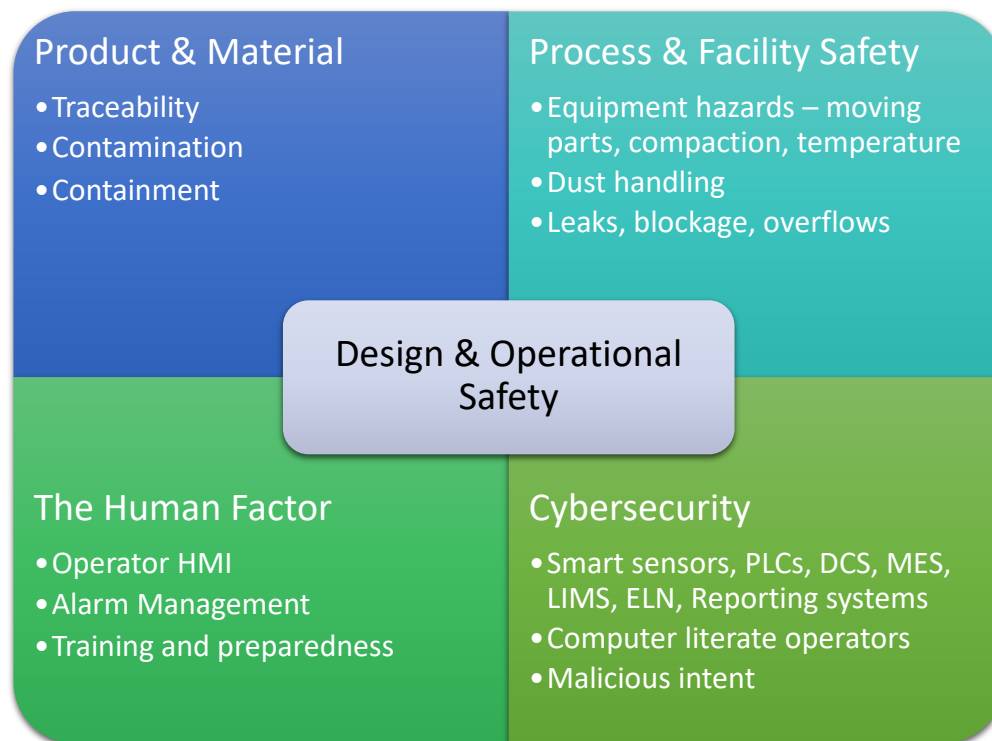 Product & Material
•Traceability
•Contamination
•Containment
Process & Facility Safety
•Equipment hazards – moving
parts, compaction, temperature
•Dust handling
•Leaks, blockage, overflows
Design & Operational
Safety
The Human Factor
•Operator HMI
•Alarm Management
•Training and preparedness
Cybersecurity
•Smart sensors, PLCs, DCS, MES,
LIMS, ELN, Reporting systems
•Computer literate operators
•Malicious intent